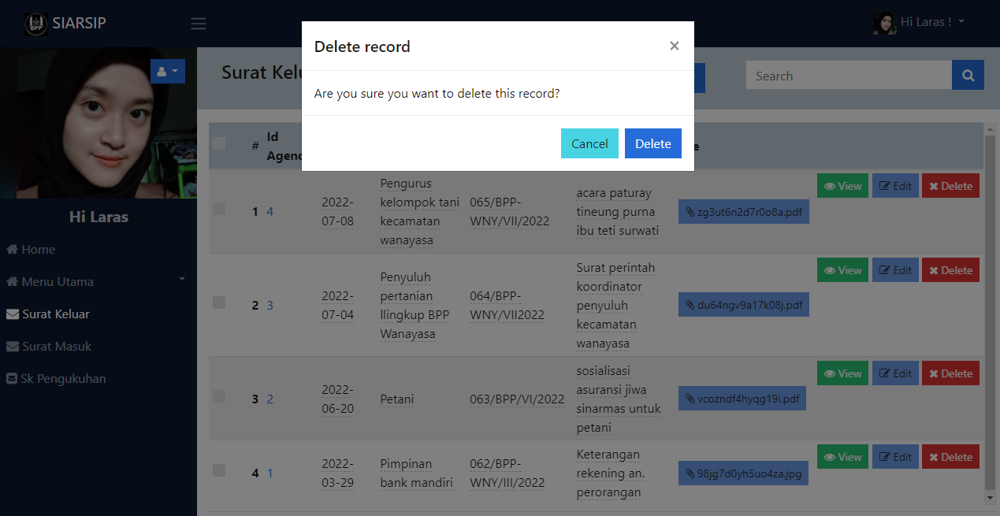 BPP
SIARSIP
Hi Laras !
Delete record
×
Are you sure you want to delete this record?
Cancel
Delete
Surat Kelu
Search
Hi Laras
Home
Menu Utama
Surat Keluar
Surat Masuk
Sk Pengukuhan
#
Id
Agend
e
1
4
2022-
07-08
Pengurus
kelompok tani
kecamatan
wanayasa
065/BPP-
WNY/VII/2022
acara paturay
tineung purna
ibu teti surwati
zg3ut6n2d7r0o8a.pdf
View
Edit
Delete
2
3
2022-
07-04
Penyuluh
pertanian
llingkup BPP
Wanayasa
064/BPP-
WNY/VII2022
Surat perintah
koordinator
penyuluh
kecamatan
wanayasa
du64ngv9a17k08j.pdf
View
Edit
Delete
3
2
2022-
06-20
Petani
063/BPP/VI/2022
sosialisasi
asuransi jiwa
sinarmas untuk
petani
vcozndf4hyqg19i.pdf
View
Edit
Delete
4
1
2022-
03-29
Pimpinan
bank mandiri
062/BPP-
WNY/III/2022
Keterangan
rekening an.
perorangan
98jg7d0yh5uo4za.jpg
View
Edit
Delete